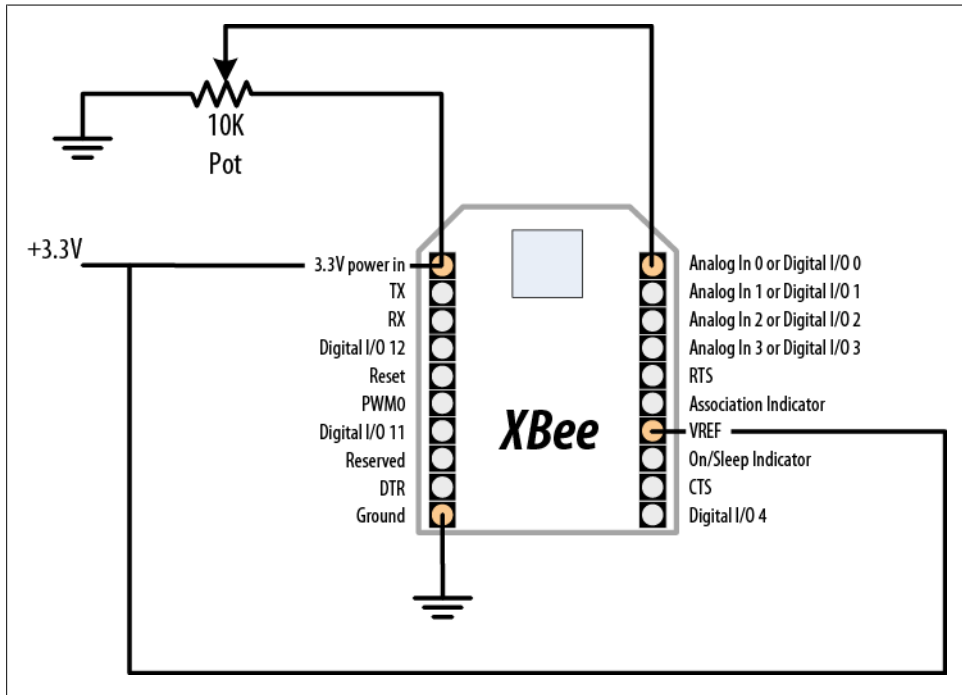 10K
Pot
+3.3V
3.3V power in
TX
RX
Digital I/O 12
Reset
PWM0
Digital I/O 11
Reserved
DTR
Ground
XBee
Analog In 0 or Digital I/O 0
Analog In 1 or Digital I/O 1
Analog In 2 or Digital I/O 2
Analog In 3 or Digital I/O 3
RTS
Association Indicator
VREF
On/Sleep Indicator
CTS
Digital I/O 4